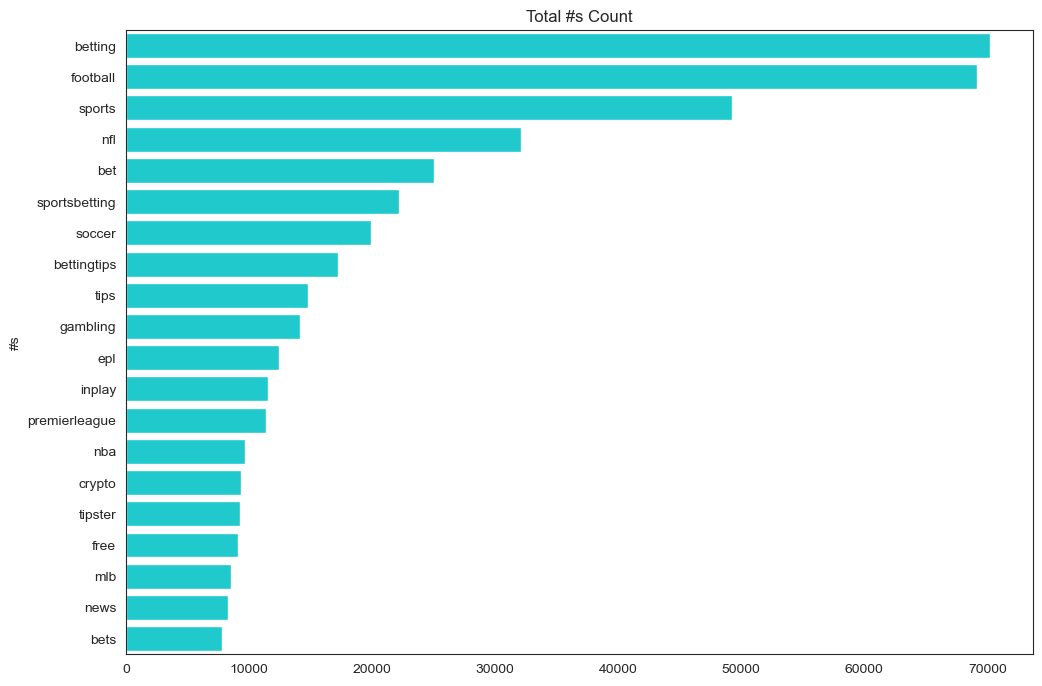 Total #s Count
betting
football
sports
nfl
bet
sportsbetting
soccer
bettingtips
tips
gambling
#s
epl
inplay
premierleague
nba
crypto
tipster
free
mlb
news
bets
0 10000 20000 30000 40000 50000 60000 70000